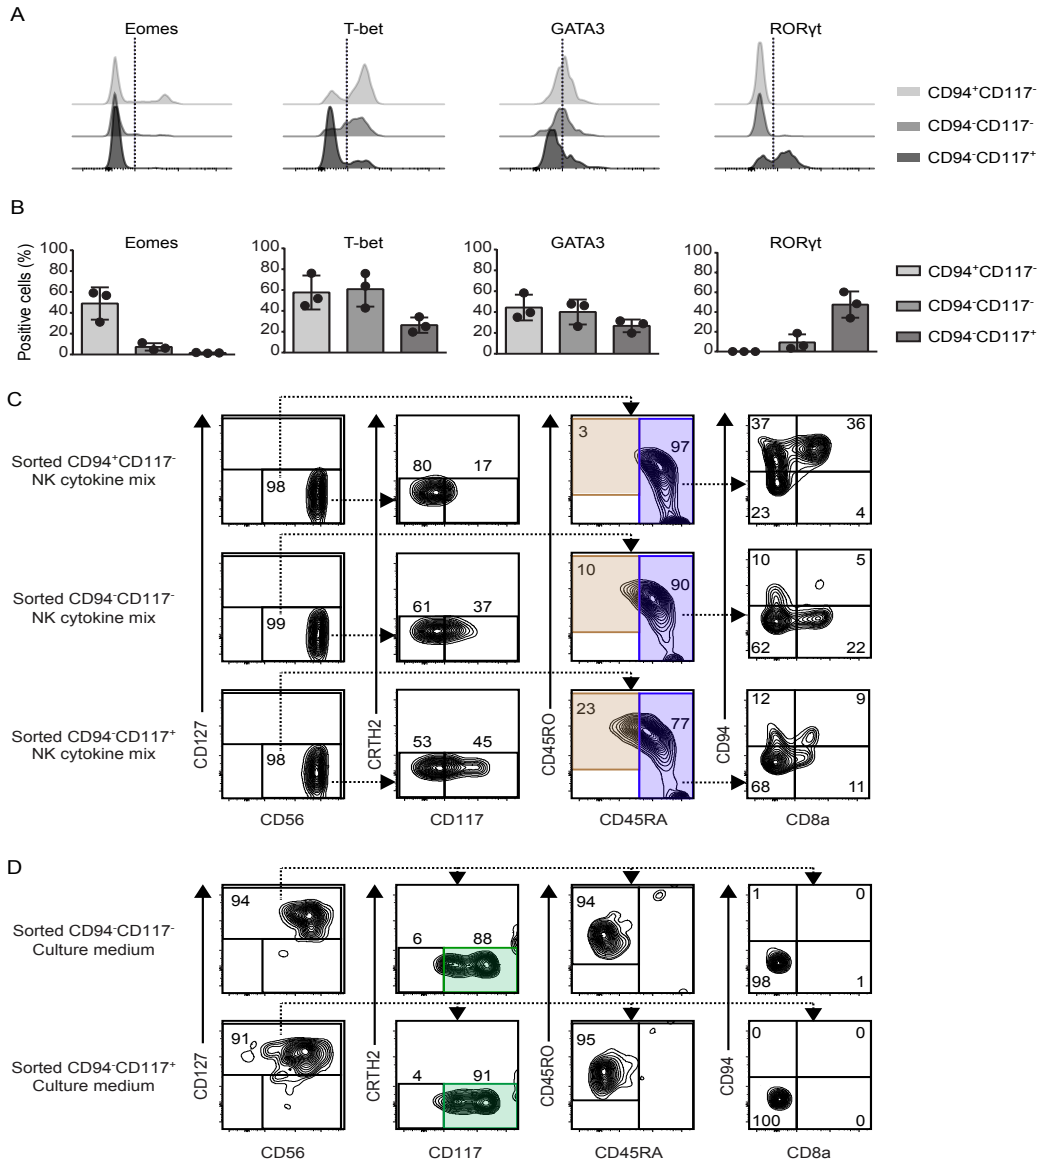 A
Eomes
T-bet
GATA3
RORγt
CD94⁺CD117⁻
CD94⁻CD117⁻
CD94⁻CD117⁺
B
Eomes
T-bet
GATA3
RORγt
Positive cells (%)
100
80
60
40
20
0
100
80
60
40
20
0
100
80
60
40
20
0
100
80
60
40
20
0
CD94⁺CD117⁻
CD94⁻CD117⁻
CD94⁻CD117⁺
C
Sorted CD94⁺CD117⁻
NK cytokine mix
98
80 17
3 97
37 36
23 4
Sorted CD94⁻CD117⁻
NK cytokine mix
99
61 37
10 90
10 5
62 22
Sorted CD94⁻CD117⁺
NK cytokine mix
98
53 45
23 77
12 9
68 11
CD127
CRTH2
CD45RO
CD94
CD56
CD117
CD45RA
CD8a
D
Sorted CD94⁻CD117⁻
Culture medium
94
6 88
94
1 0
98 1
Sorted CD94⁻CD117⁺
Culture medium
91
4 91
95
0 0
100 0
CD127
CRTH2
CD45RO
CD94
CD56
CD117
CD45RA
CD8a